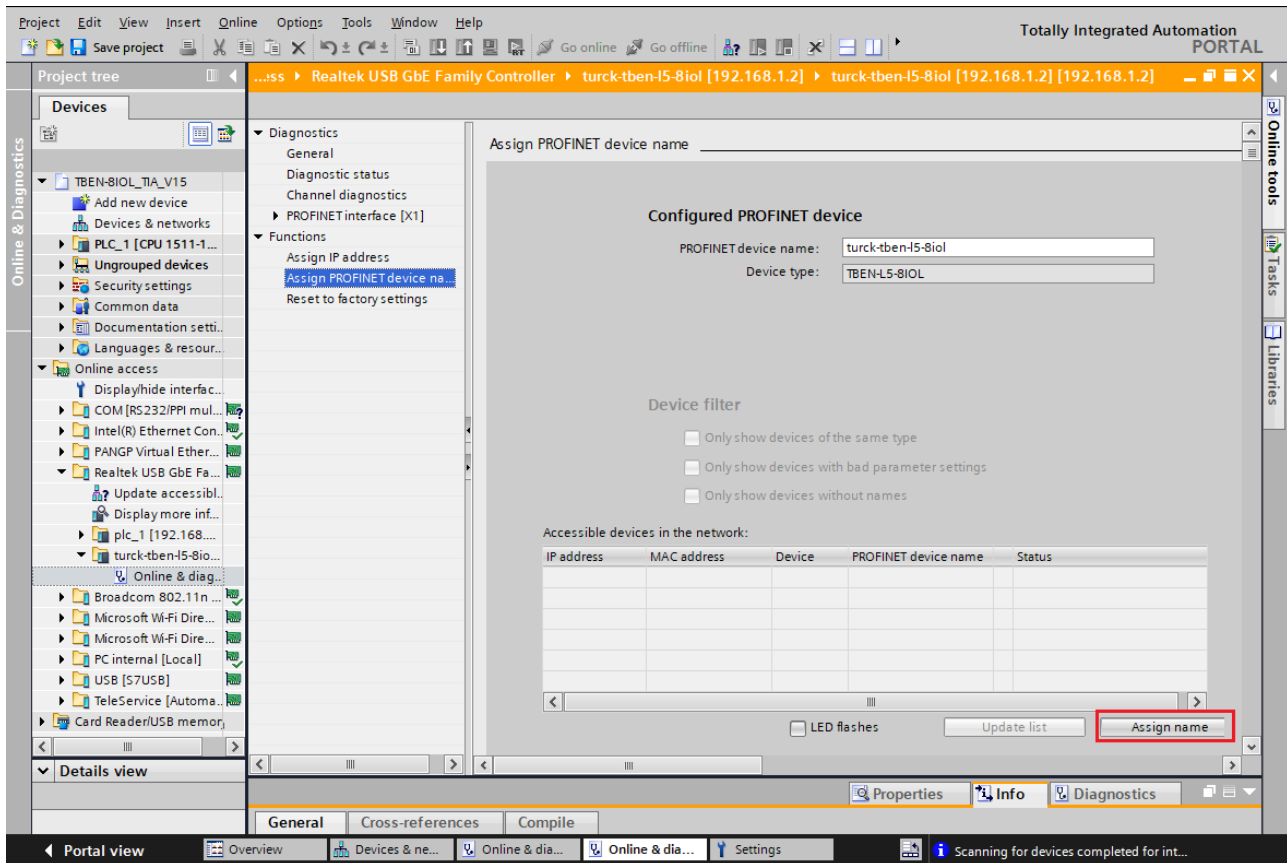 Project Edit View Insert Online Options Tools Window Help
Totally Integrated Automation
PORTAL
Save project
Go online
Go offline
Project tree
...ss
Realtek USB GbE Family Controller
turck-tben-l5-8iol [192.168.1.2]
turck-tben-l5-8iol [192.168.1.2] [192.168.1.2]
Devices
Online & Diagnostics
TBEN-8IOL_TIA_V15
Add new device
Devices & networks
PLC_1 [CPU 1511-1...
Ungrouped devices
Security settings
Common data
Documentation setti..
Languages & resour..
Online access
Display/hide interfac..
COM [RS232/PPI mul...
Intel(R) Ethernet Con..
PANGP Virtual Ether...
Realtek USB GbE Fa...
Update accessibl..
Display more inf...
plc_1 [192.168....
turck-tben-l5-8io...
Online & diag..
Broadcom 802.11n ...
Microsoft Wi-Fi Dire...
Microsoft Wi-Fi Dire...
PC internal [Local]
USB [S7USB]
TeleService [Automa..
Card Reader/USB memor
Details view
Diagnostics
General
Diagnostic status
Channel diagnostics
PROFINET interface [X1]
Functions
Assign IP address
Assign PROFINET device na...
Reset to factory settings
Assign PROFINET device name
Configured PROFINET device
PROFINET device name: turck-tben-l5-8iol
Device type: TBEN-L5-8IOL
Device filter
Only show devices of the same type
Only show devices with bad parameter settings
Only show devices without names
Accessible devices in the network:
IP address MAC address Device PROFINET device name Status
LED flashes
Update list
Assign name
Online tools
Tasks
Libraries
Properties
Info
Diagnostics
General
Cross-references
Compile
Portal view
Overview
Devices & ne...
Online & dia...
Online & dia...
Settings
Scanning for devices completed for int...